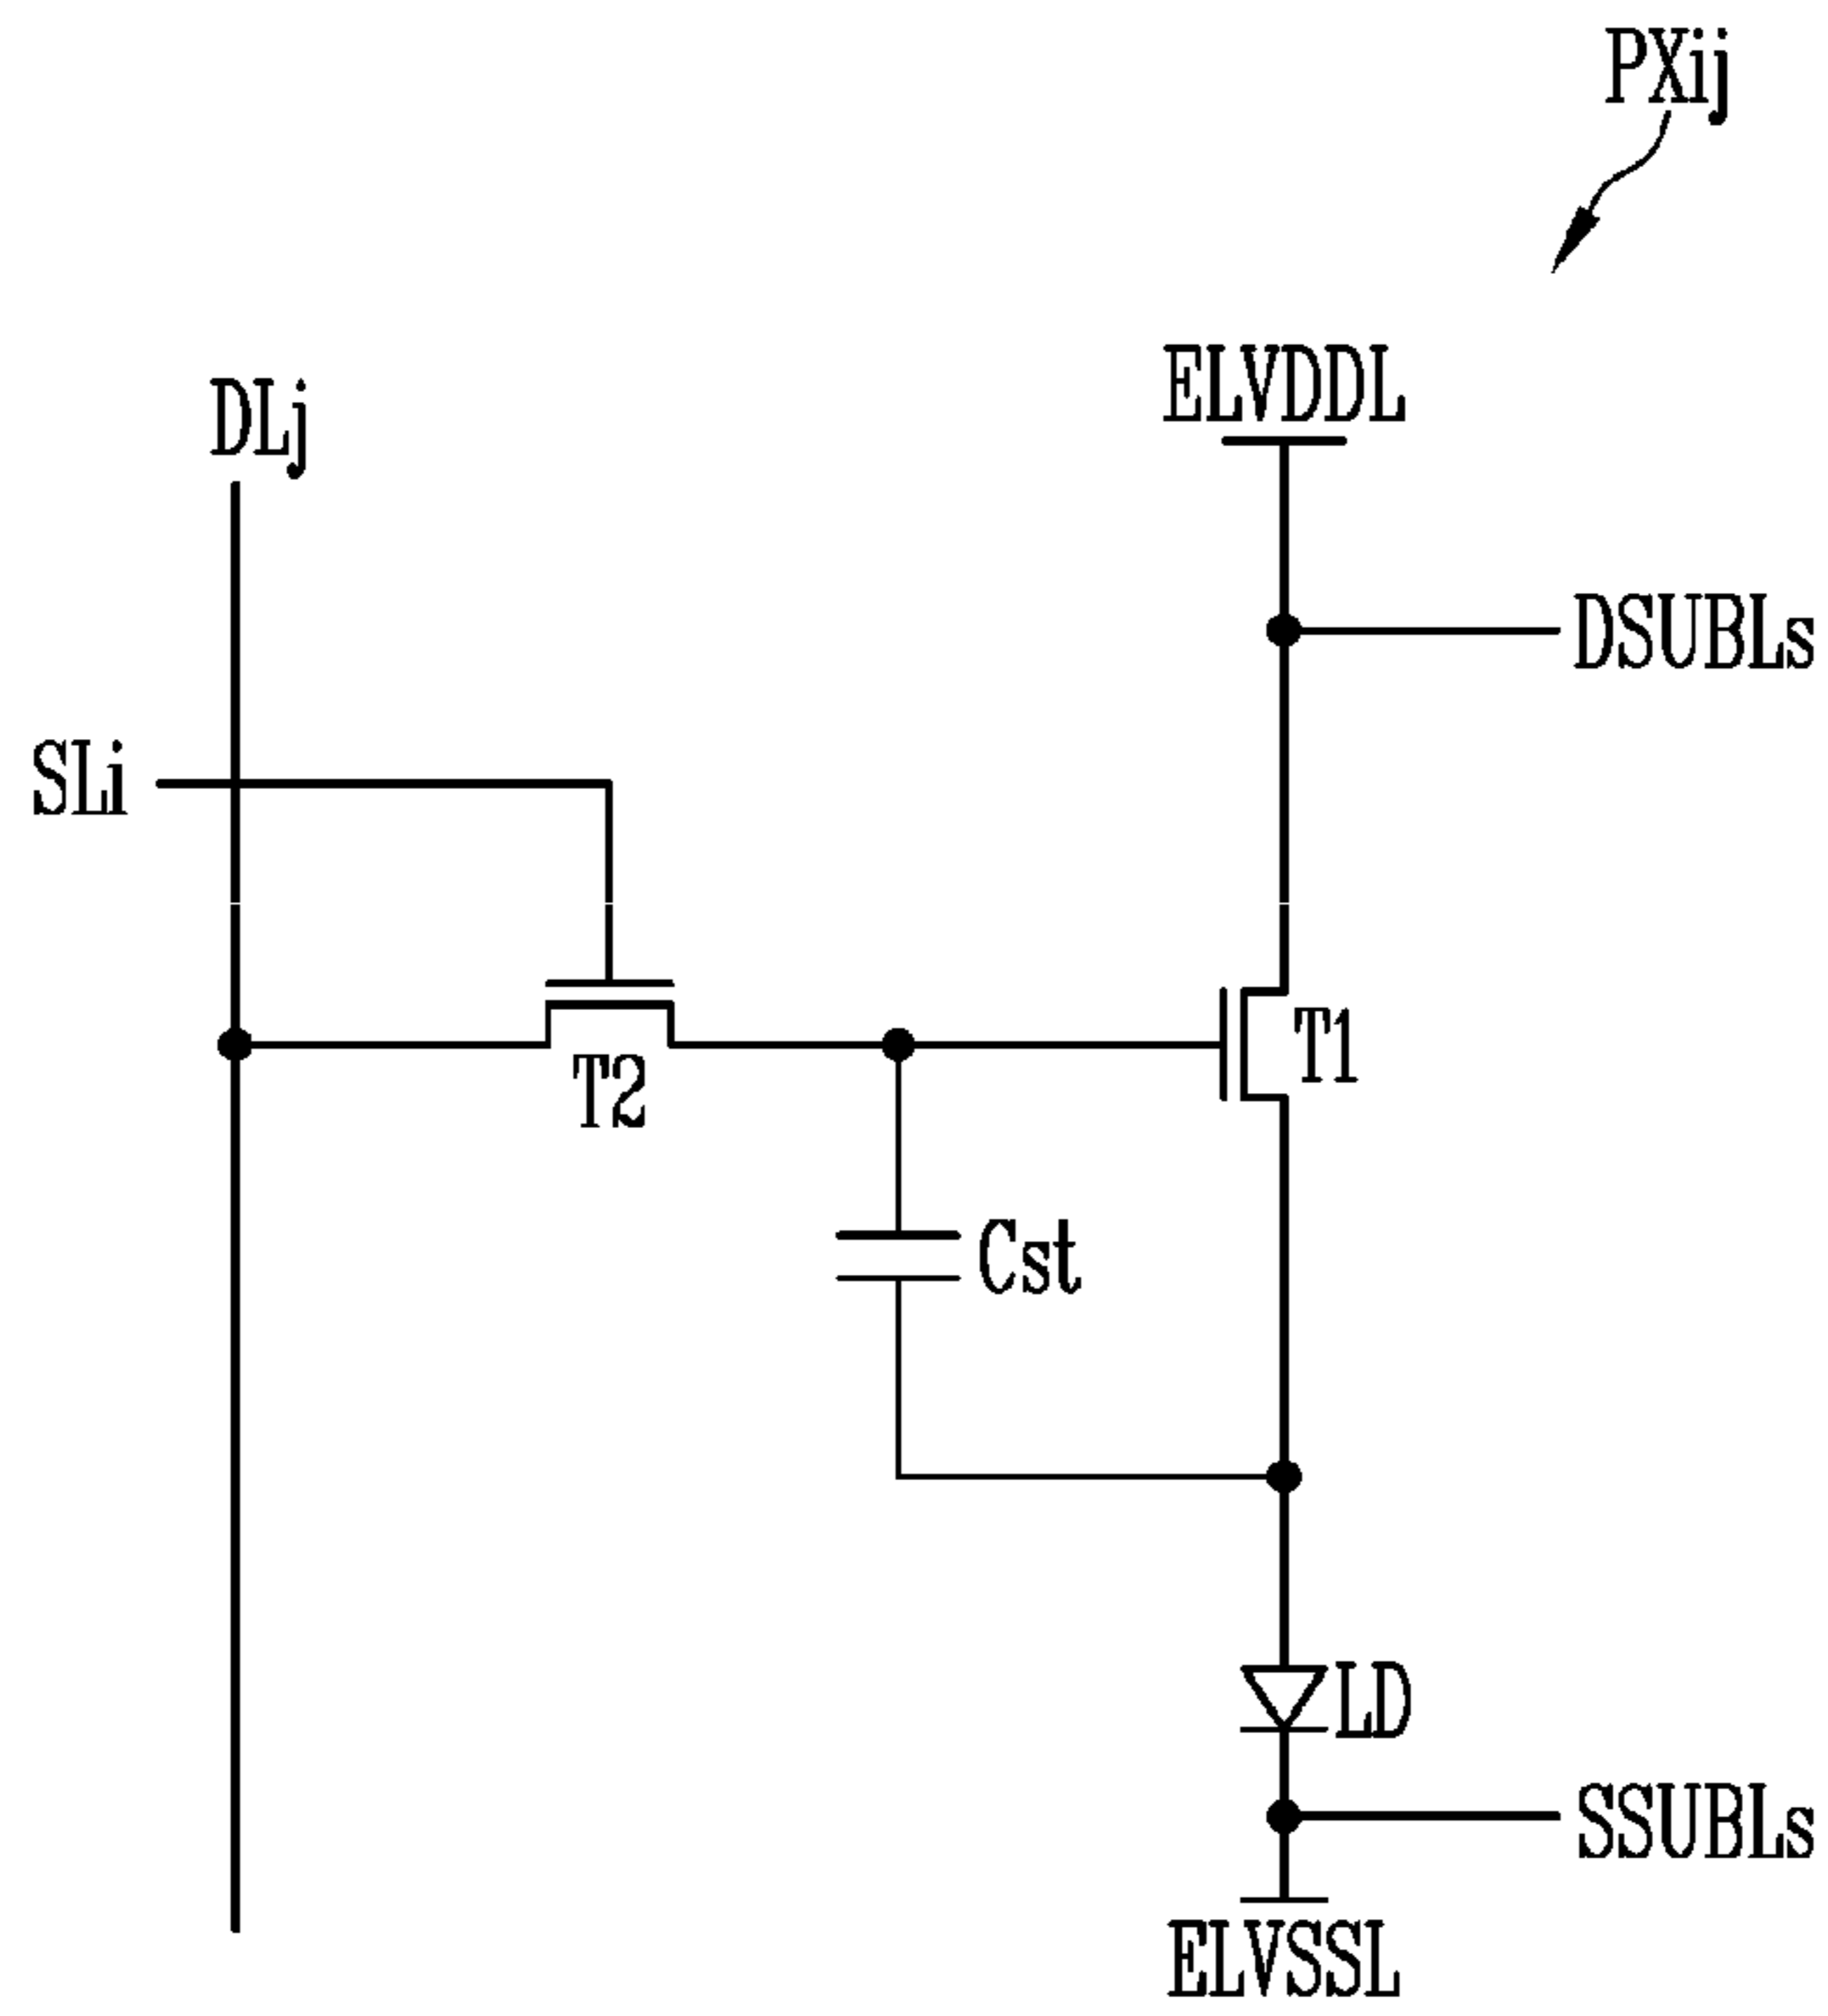 PXij
ELVDDL
DLj
DSUBLs
SLi
T1
T2
Cst
LD
SSUBLs
ELVSSL